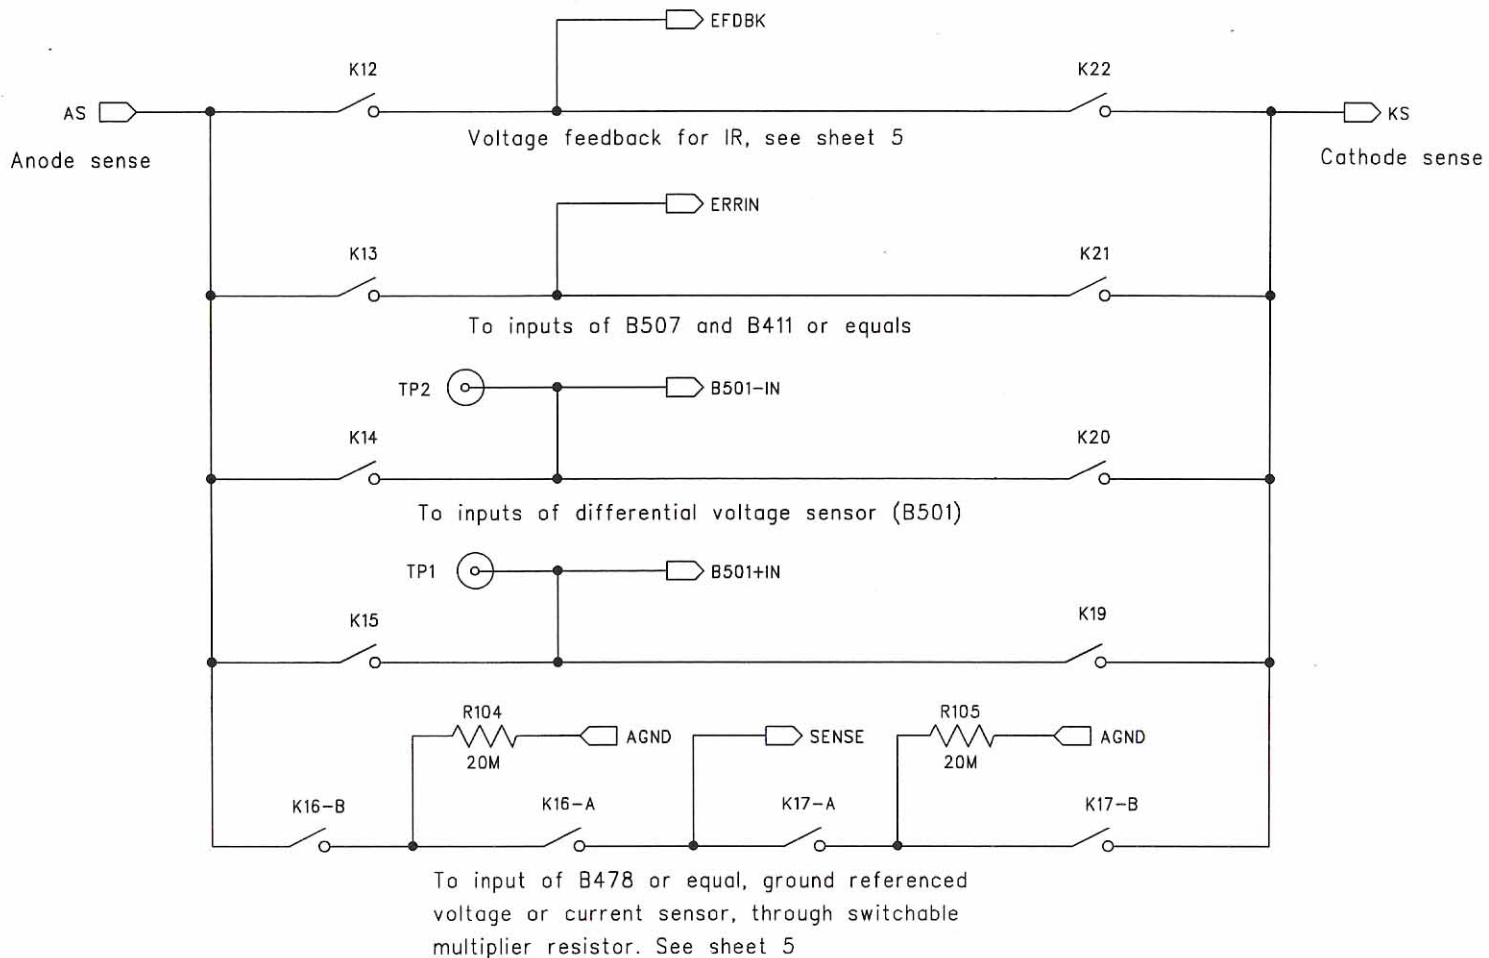 EFDBK
K12
K22
AS
KS
Voltage feedback for IR, see sheet 5
Anode sense
Cathode sense
ERRIN
K13
K21
To inputs of B507 and B411 or equals
TP2
B501-IN
K14
K20
To inputs of differential voltage sensor (B501)
TP1
B501+IN
K15
K19
R104
R105
AGND
SENSE
AGND
20M
20M
K16-B
K16-A
K17-A
K17-B
To input of B478 or equal, ground referenced
voltage or current sensor, through switchable
multiplier resistor. See sheet 5